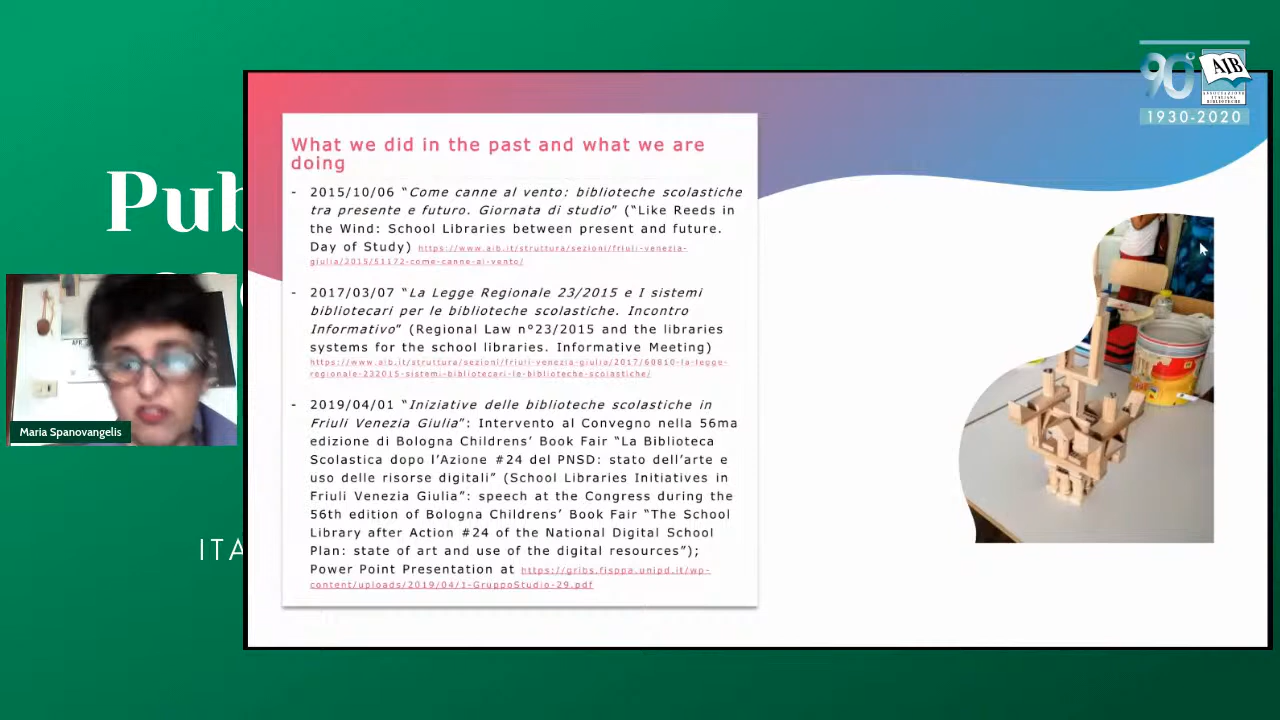 90°
AIB
ASSOCIAZIONE
ITALIANA
BIBLIOTECHE
1930-2020
Pub
ITA
Maria Spanovangelis
What we did in the past and what we are
doing
- 2015/10/06 “Come canne al vento: biblioteche scolastiche
tra presente e futuro. Giornata di studio” (“Like Reeds in
the Wind: School Libraries between present and future.
Day of Study) https://www.aib.it/struttura/sezioni/friuli-venezia-
giulia/2015/51172-come-canne-al-vento/
- 2017/03/07 “La Legge Regionale 23/2015 e I sistemi
bibliotecari per le biblioteche scolastiche. Incontro
Informativo” (Regional Law n°23/2015 and the libraries
systems for the school libraries. Informative Meeting)
https://www.aib.it/struttura/sezioni/friuli-venezia-giulia/2017/60810-la-legge-
regionale-232015-sistemi-bibliotecari-le-biblioteche-scolastiche/
- 2019/04/01 “Iniziative delle biblioteche scolastiche in
Friuli Venezia Giulia”: Intervento al Convegno nella 56ma
edizione di Bologna Childrens’ Book Fair “La Biblioteca
Scolastica dopo l’Azione #24 del PNSD: stato dell’arte e
uso delle risorse digitali” (School Libraries Initiatives in
Friuli Venezia Giulia”: speech at the Congress during the
56th edition of Bologna Childrens’ Book Fair “The School
Library after Action #24 of the National Digital School
Plan: state of art and use of the digital resources”);
Power Point Presentation at https://gribs.fisppa.unipd.it/wp-
content/uploads/2019/04/1-GruppoStudio-29.pdf